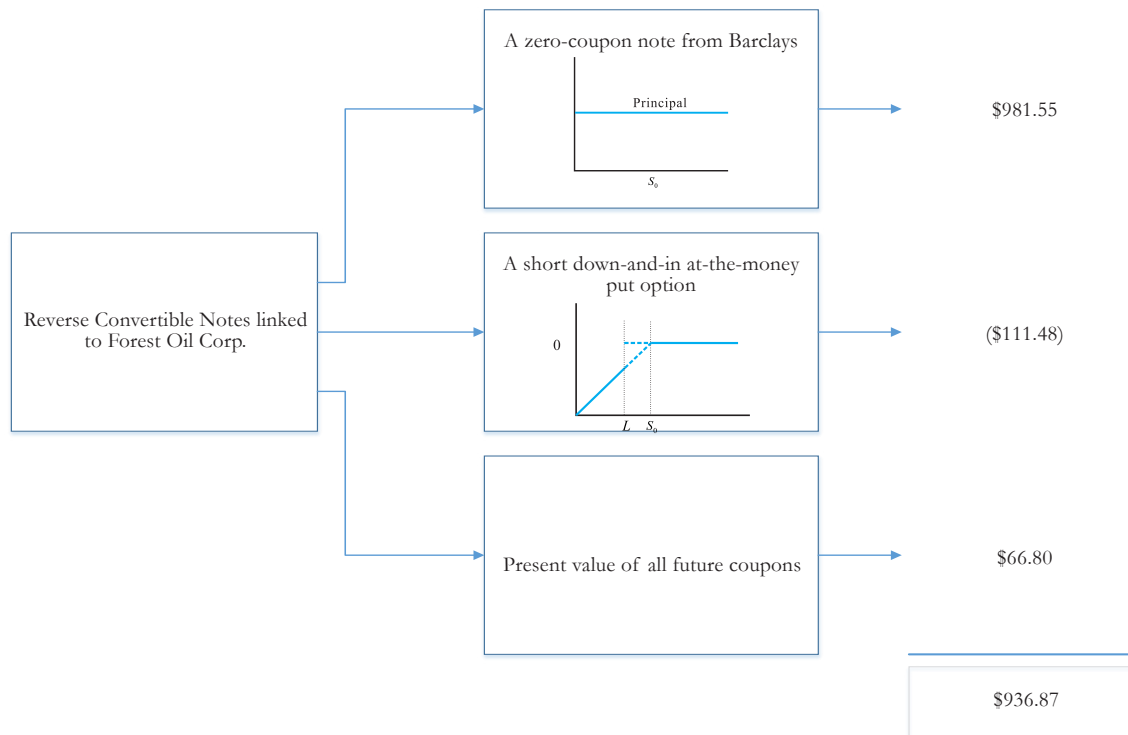 A zero-coupon note from Barclays
Principal
S₀
$981.55
Reverse Convertible Notes linked
to Forest Oil Corp.
A short down-and-in at-the-money
put option
0
L S₀
($111.48)
Present value of all future coupons
$66.80
$936.87